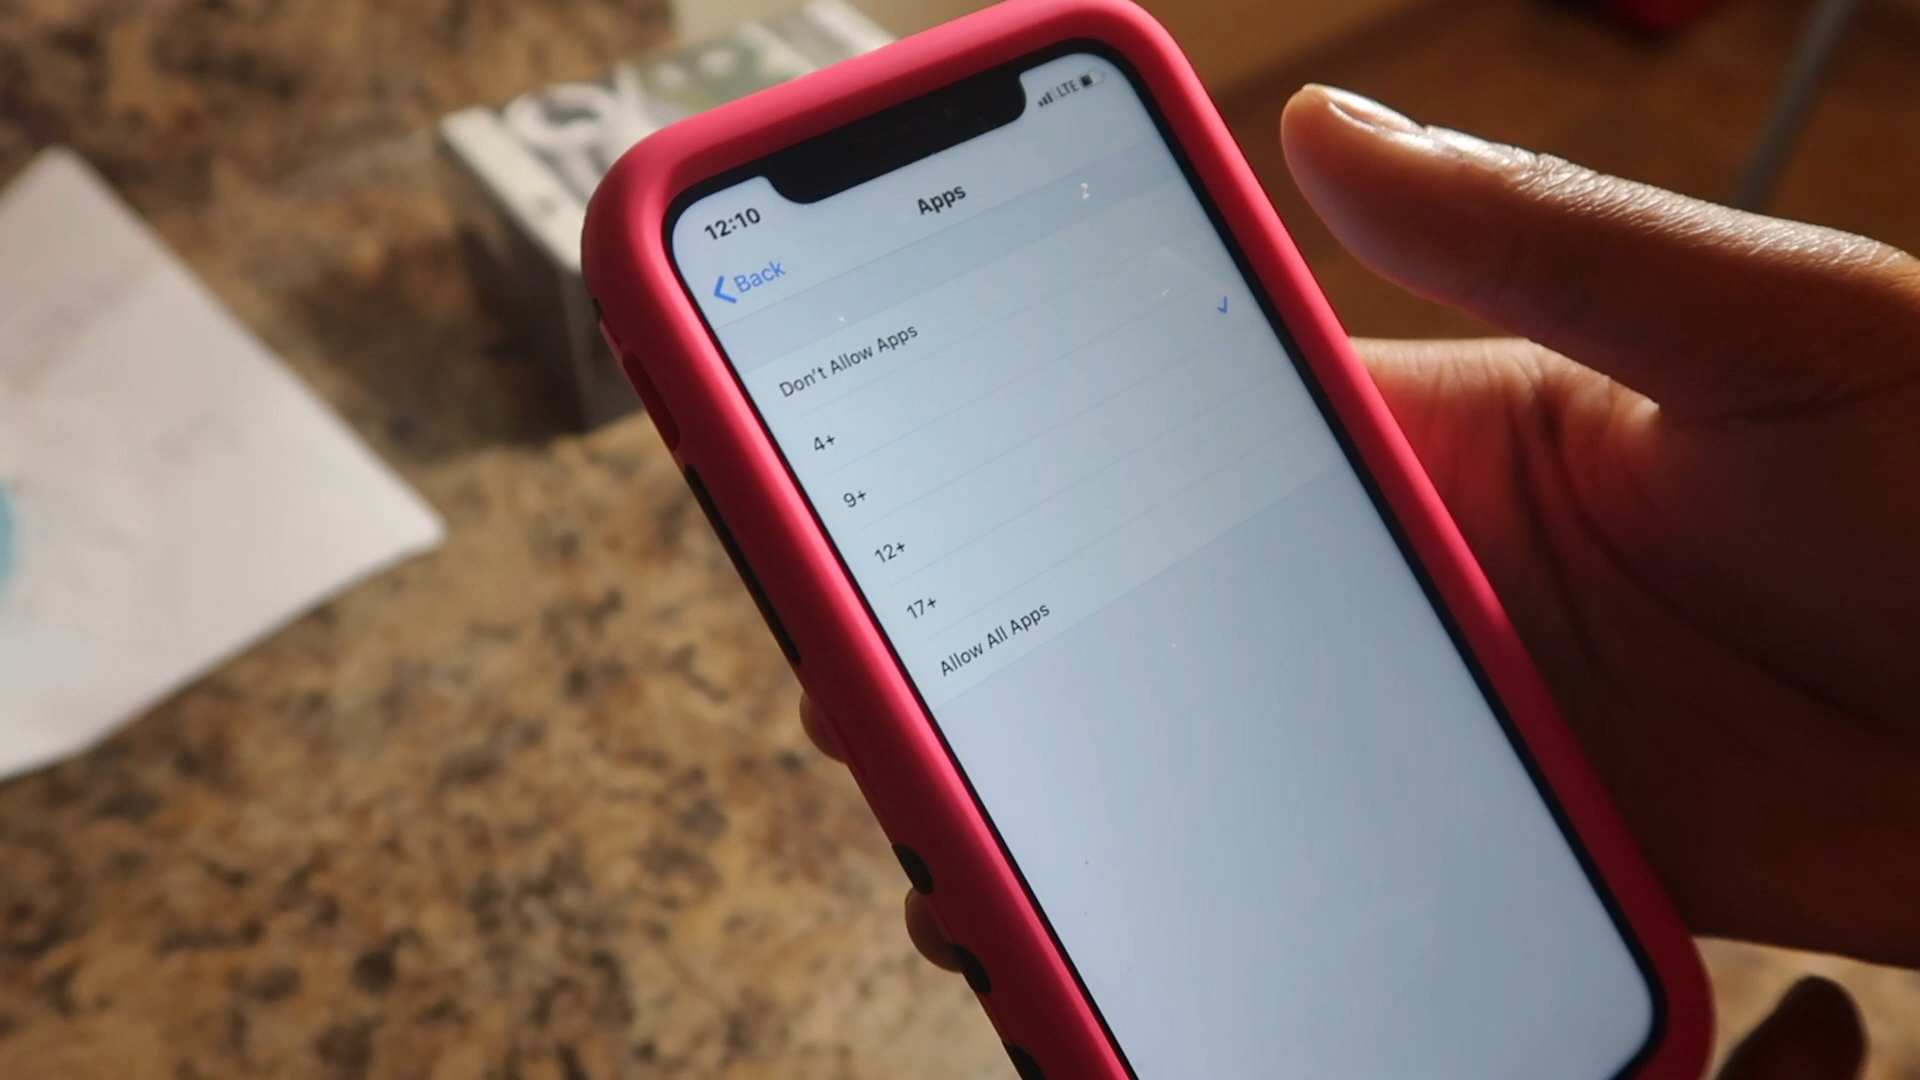 12:10
LTE
Apps
Back
Don't Allow Apps
4+
9+
12+
17+
Allow All Apps